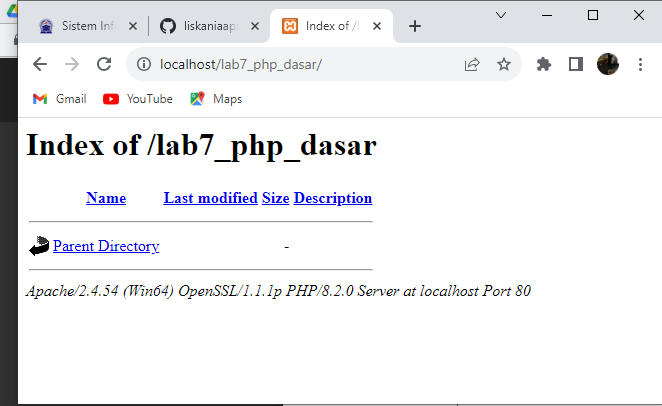 Sistem Inf
liskaniaap
Index of /l
localhost/lab7_php_dasar/
Gmail YouTube Maps
Index of /lab7_php_dasar
Name Last modified Size Description
Parent Directory -
Apache/2.4.54 (Win64) OpenSSL/1.1.1p PHP/8.2.0 Server at localhost Port 80